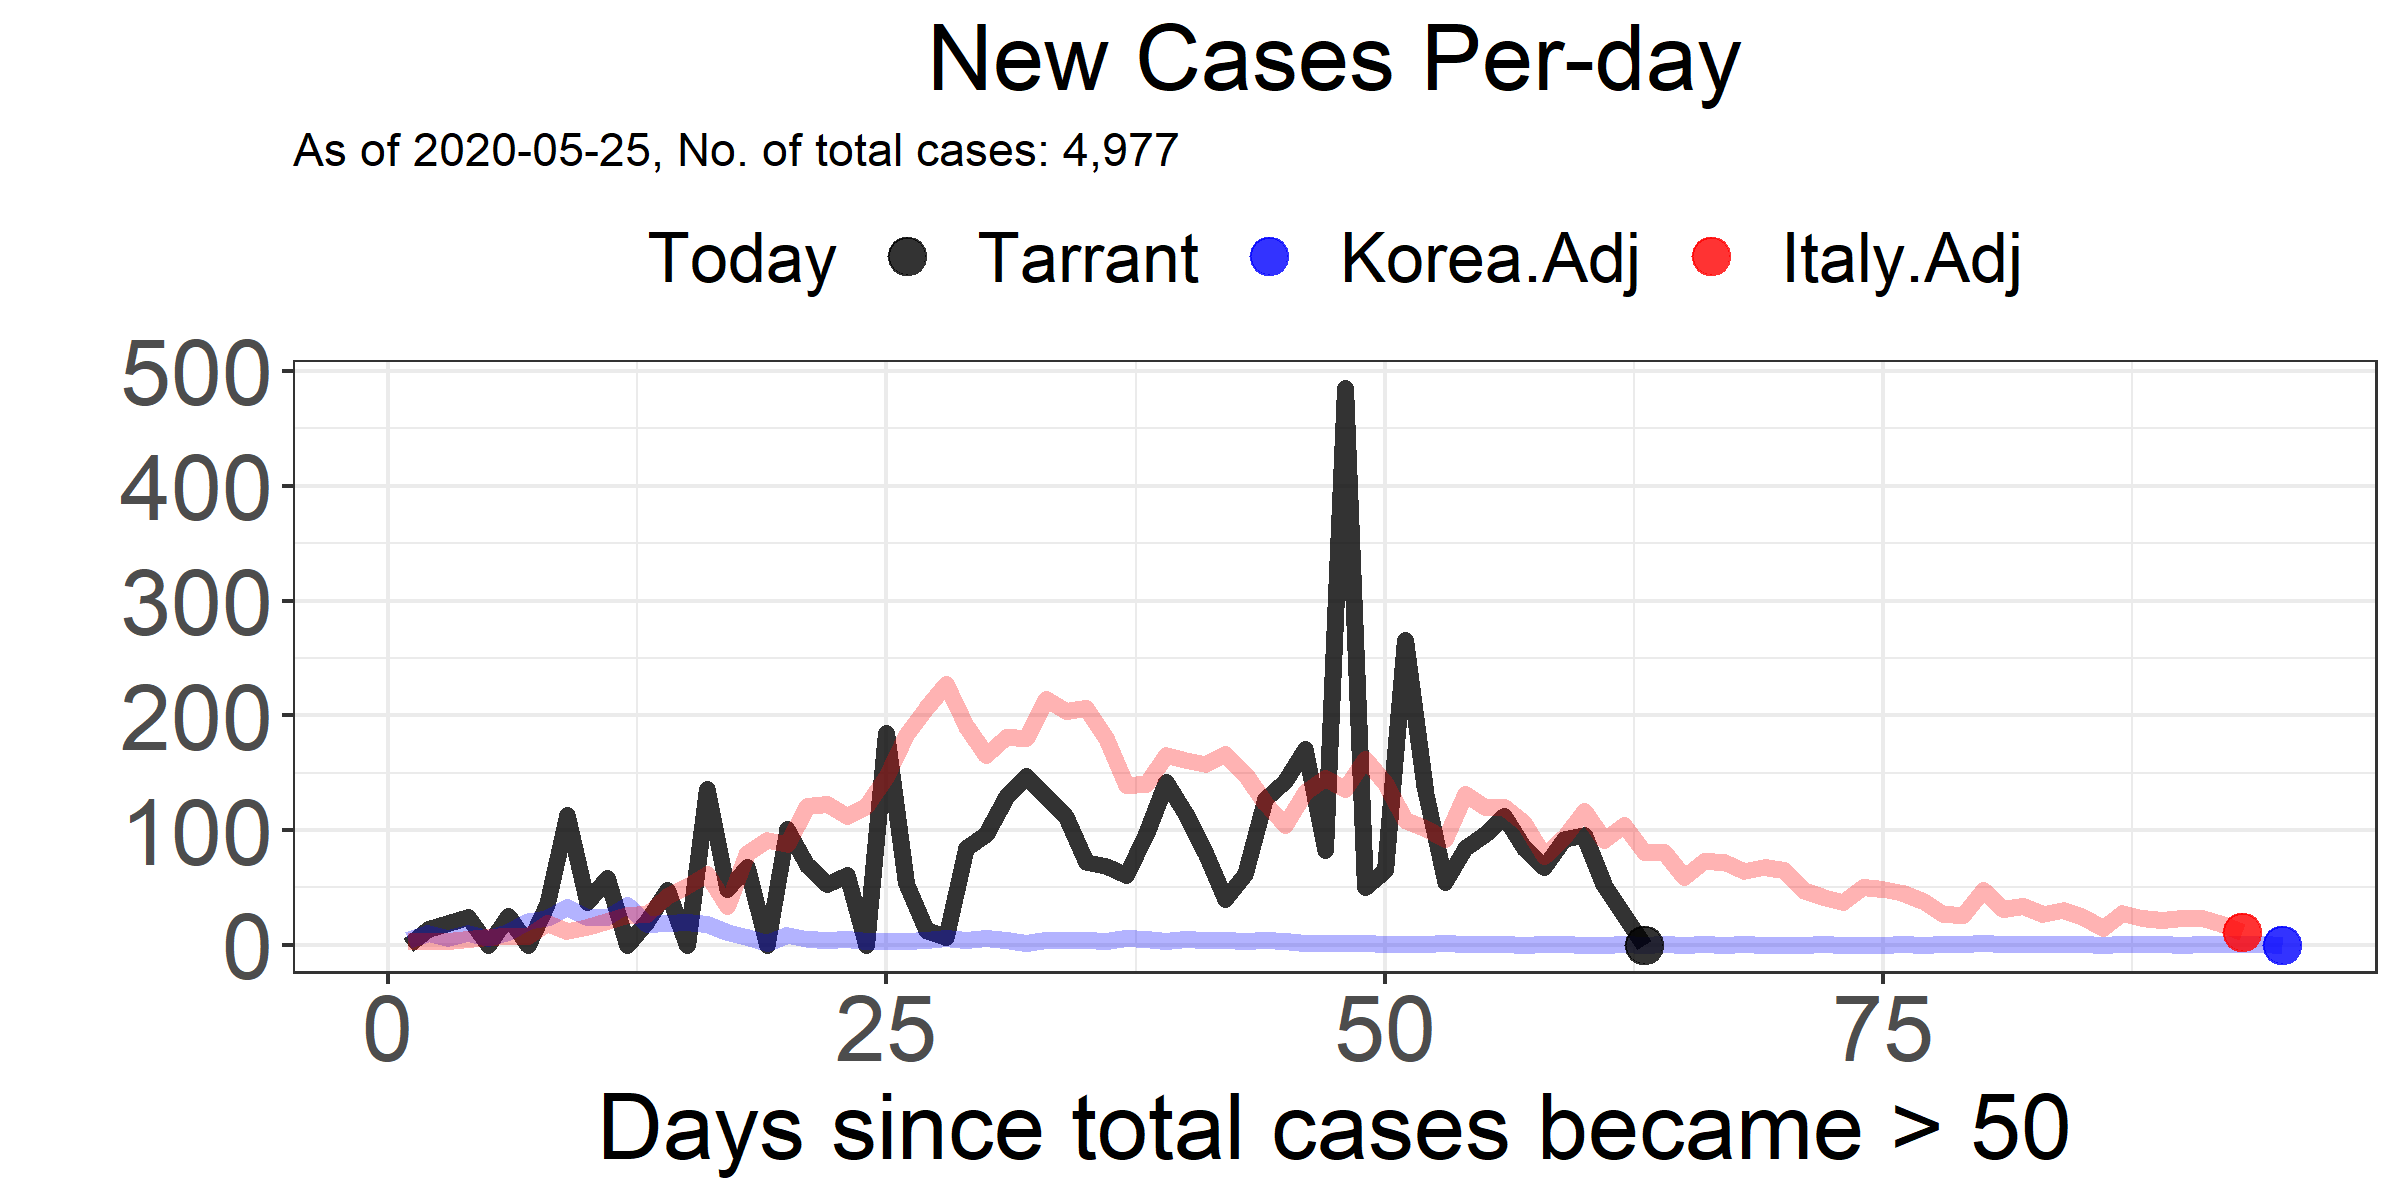 New Cases Per-day
As of 2020-05-25, No. of total cases: 4,977
Today Tarrant Korea.Adj Italy.Adj
500
400
300
200
100
0
0 25 50 75
Days since total cases became > 50